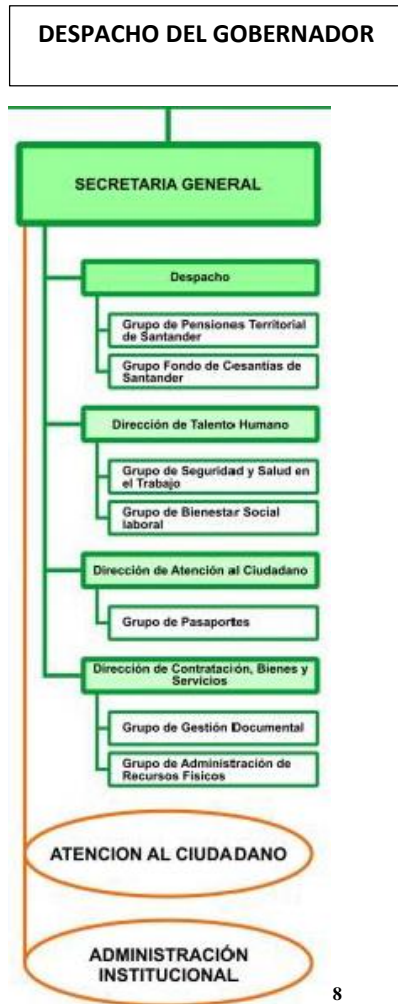 DESPACHO DEL GOBERNADOR
SECRETARIA GENERAL
Despacho
Grupo de Pensiones Territorial
de Santander
Grupo Fondo de Cesantías de
Santander
Dirección de Talento Humano
Grupo de Seguridad y Salud en
el Trabajo
Grupo de Bienestar Social
laboral
Dirección de Atención al Ciudadano
Grupo de Pasaportes
Dirección de Contratación, Bienes y
Servicios
Grupo de Gestión Documental
Grupo de Administración de
Recursos Físicos
ATENCION AL CIUDADANO
ADMINISTRACIÓN
INSTITUCIONAL
8